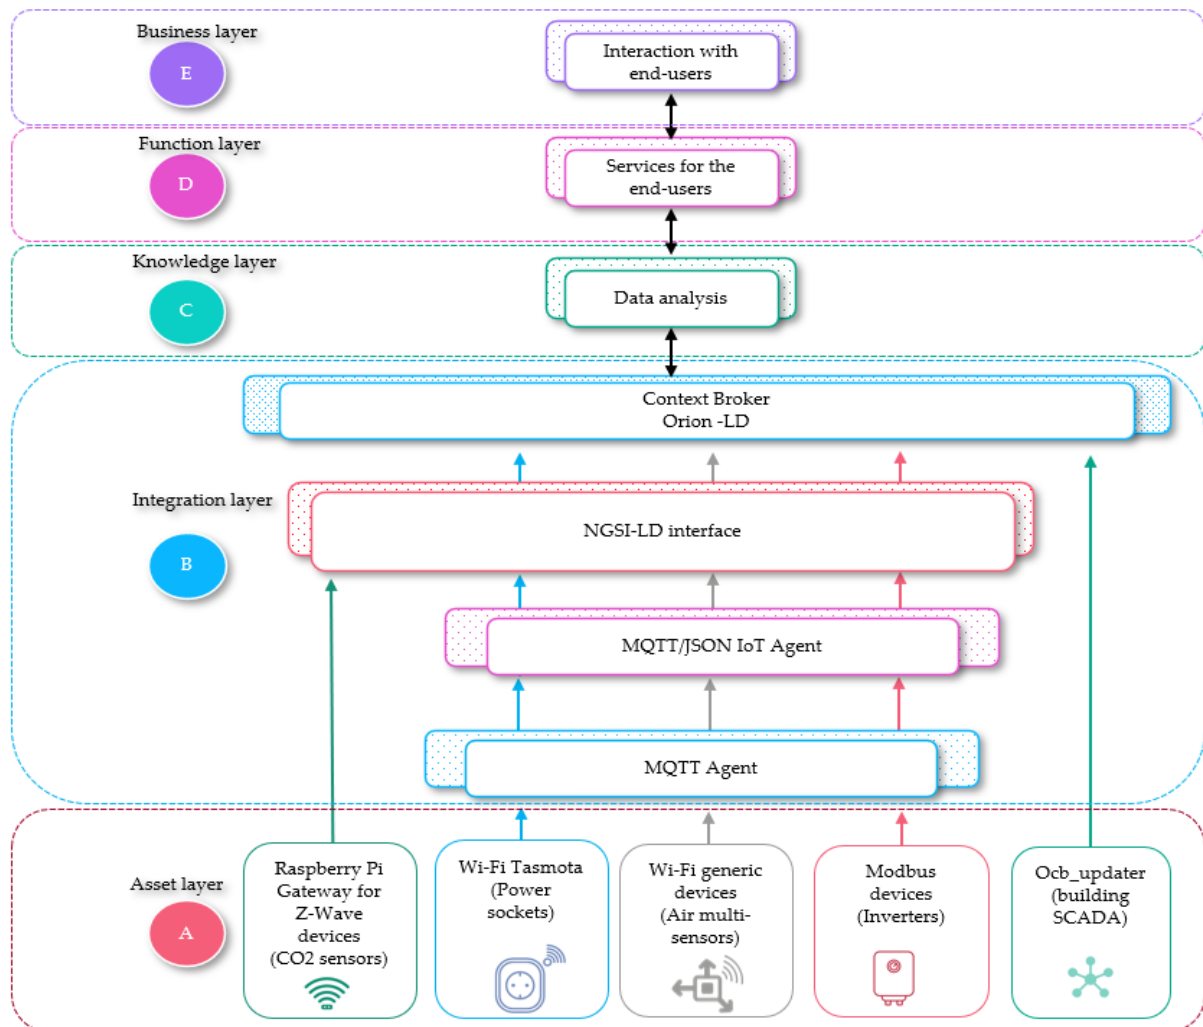 Business layer
E
Interaction with
end-users
Function layer
D
Services for the
end-users
Knowledge layer
C
Data analysis
Context Broker
Orion -LD
Integration layer
B
NGSI-LD interface
MQTT/JSON IoT Agent
MQTT Agent
Asset layer
A
Raspberry Pi
Gateway for
Z-Wave
devices
(CO2 sensors)
Wi-Fi Tasmota
(Power
sockets)
Wi-Fi generic
devices
(Air multi-
sensors)
Modbus
devices
(Inverters)
Ocb_updater
(building
SCADA)